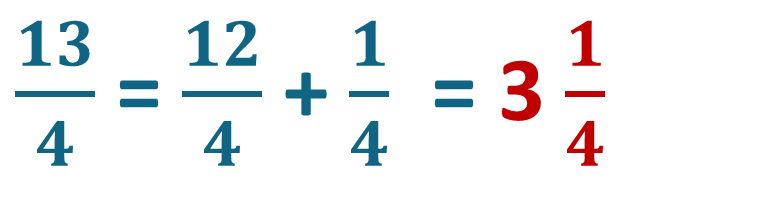 13/4 = 12/4 + 1/4 = 3 1/4